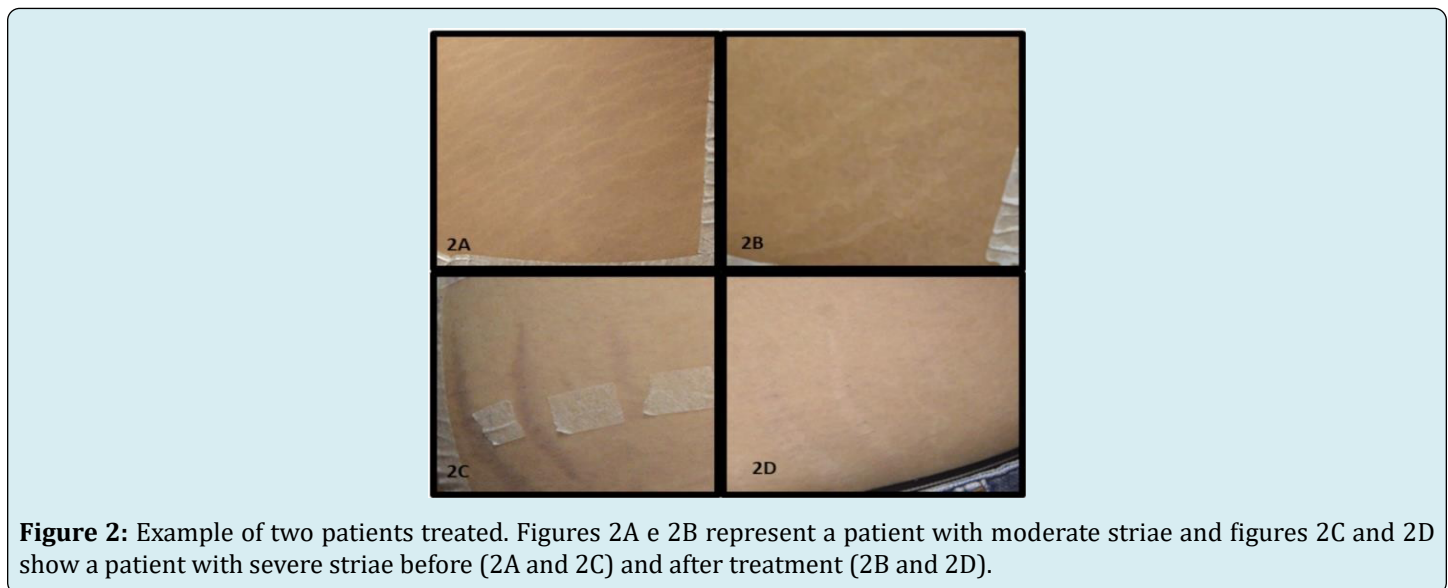 2A
2B
2C
2D
Figure 2: Example of two patients treated. Figures 2A e 2B represent a patient with moderate striae and figures 2C and 2D
show a patient with severe striae before (2A and 2C) and after treatment (2B and 2D).